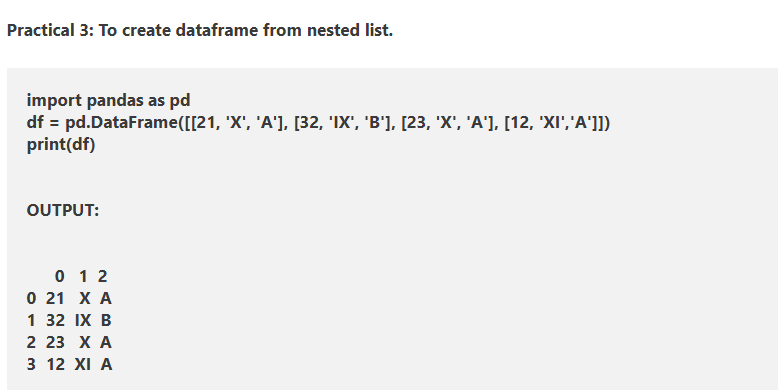 Practical 3: To create dataframe from nested list.
import pandas as pd
df = pd.DataFrame([[21, 'X', 'A'], [32, 'IX', 'B'], [23, 'X', 'A'], [12, 'XI','A']])
print(df)
OUTPUT:
0 1 2
0 21 X A
1 32 IX B
2 23 X A
3 12 XI A